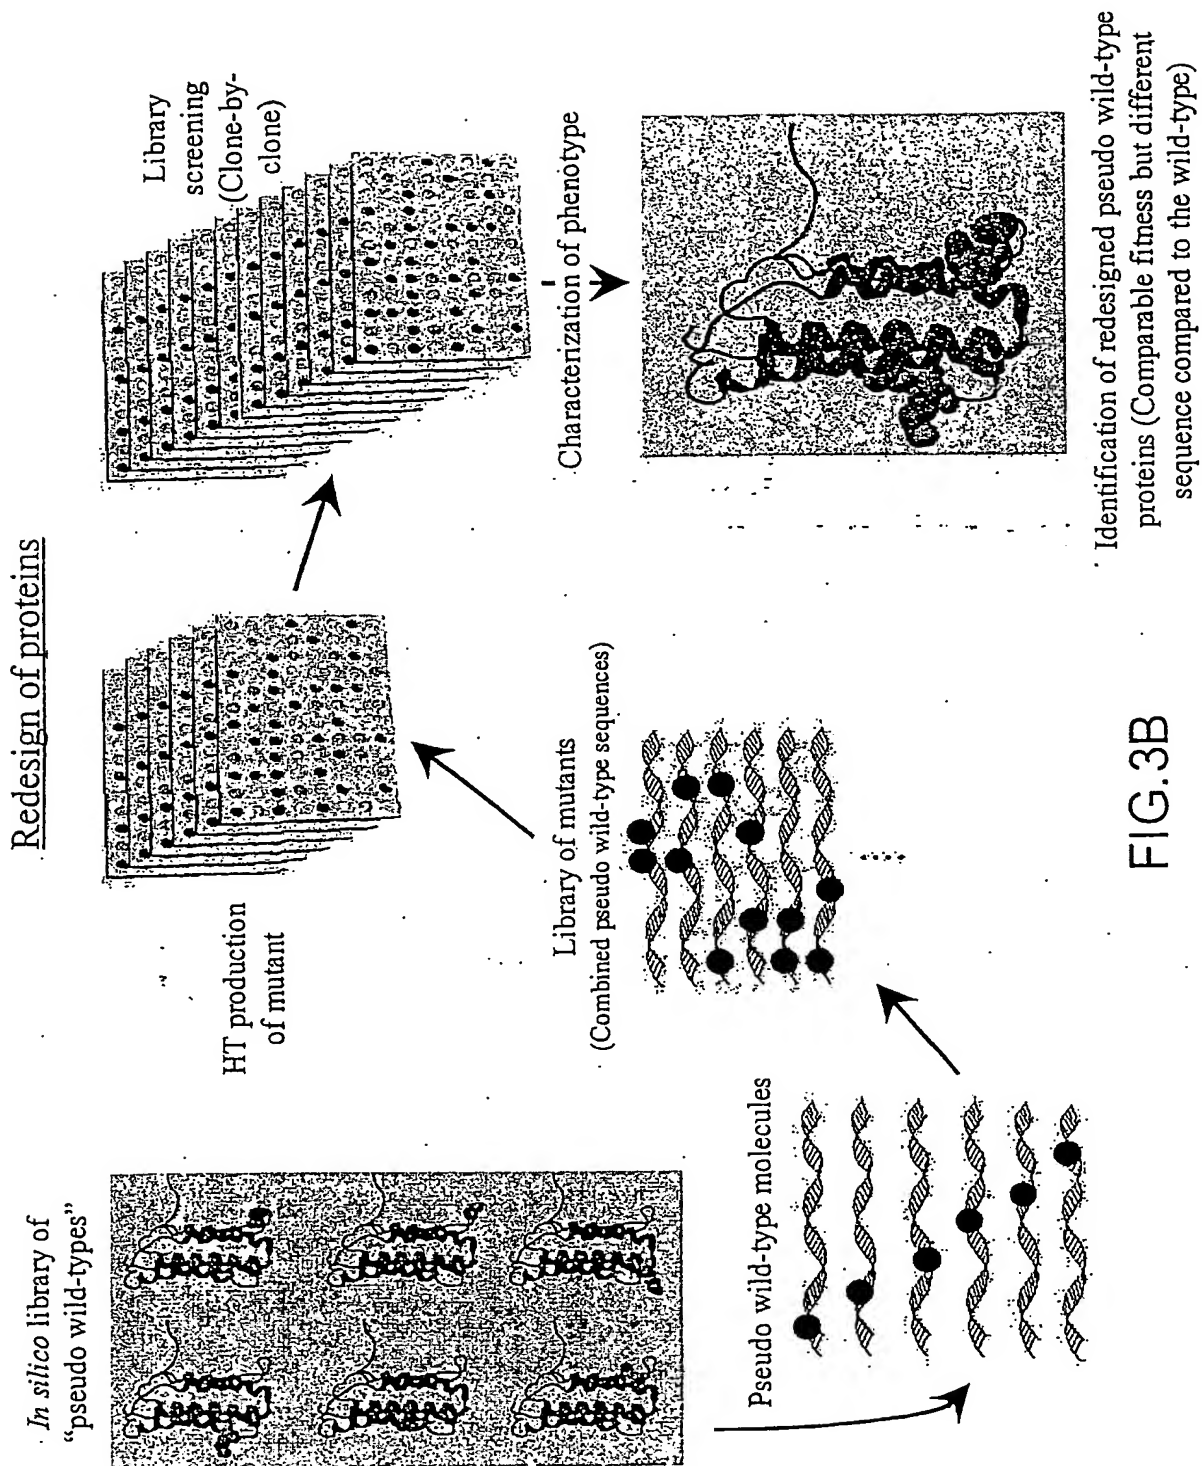 Redesign of proteins
In silico library of
“pseudo wild-types”
Pseudo wild-type molecules
Library of mutants
(Combined pseudo wild-type sequences)
HT production
of mutant
Library
screening
(Clone-by-
clone)
Characterization of phenotype
Identification of redesigned pseudo wild-type
proteins (Comparable fitness but different
sequence compared to the wild-type)
FIG.3B